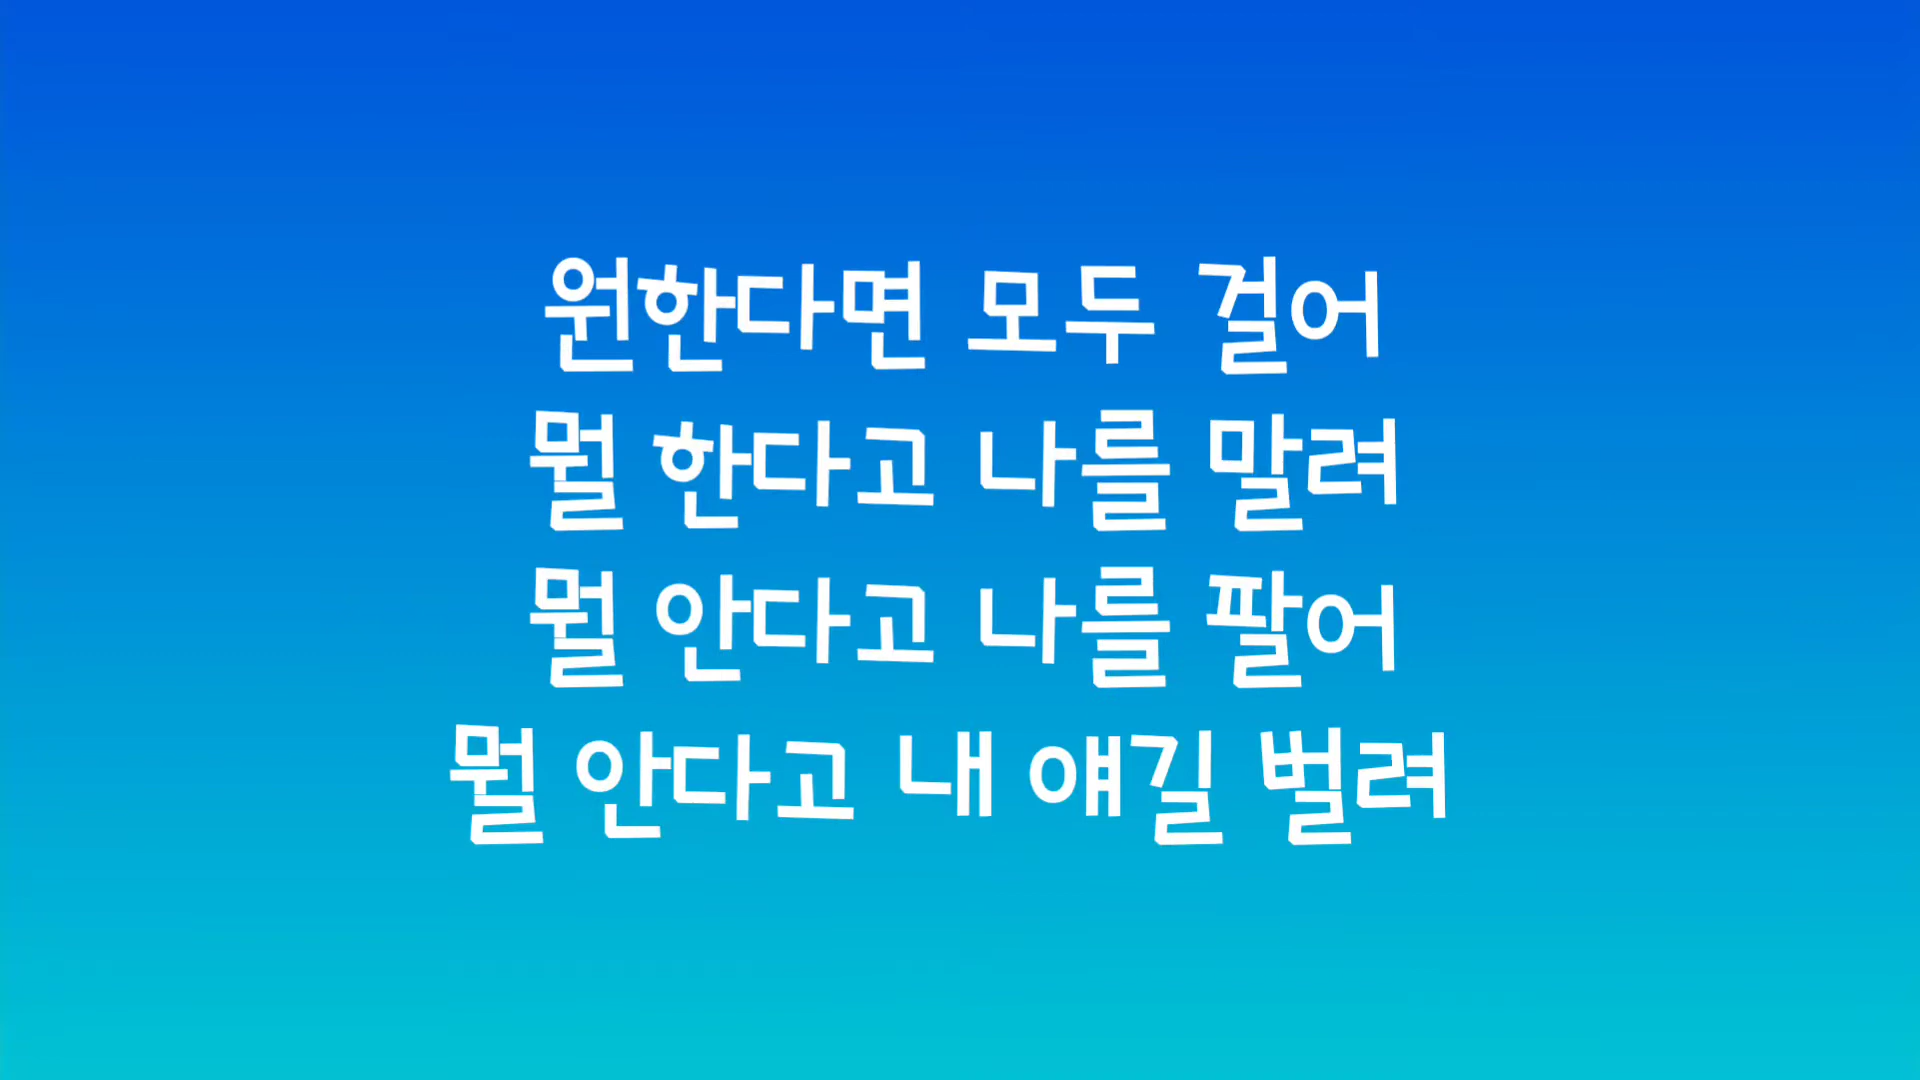 원한다면 모두 걸어
뭘 한다고 나를 말려
뭘 안다고 나를 팔어
뭘 안다고 내 얘길 벌려